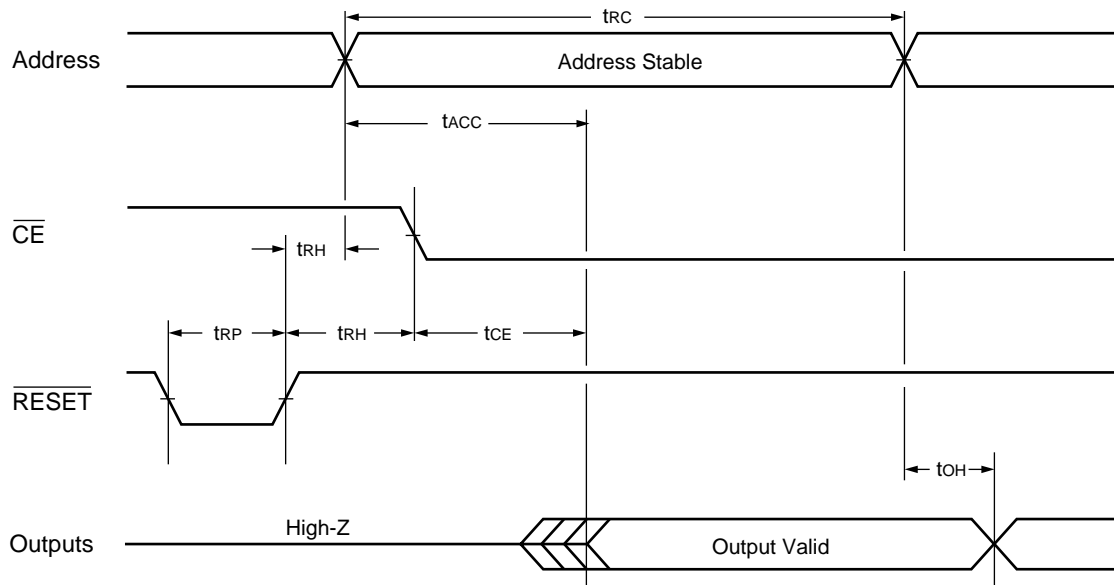 tRC
Address
Address Stable
tACC
CE
tRH
tRP
tRH
tCE
RESET
tOH
High-Z
Outputs
Output Valid